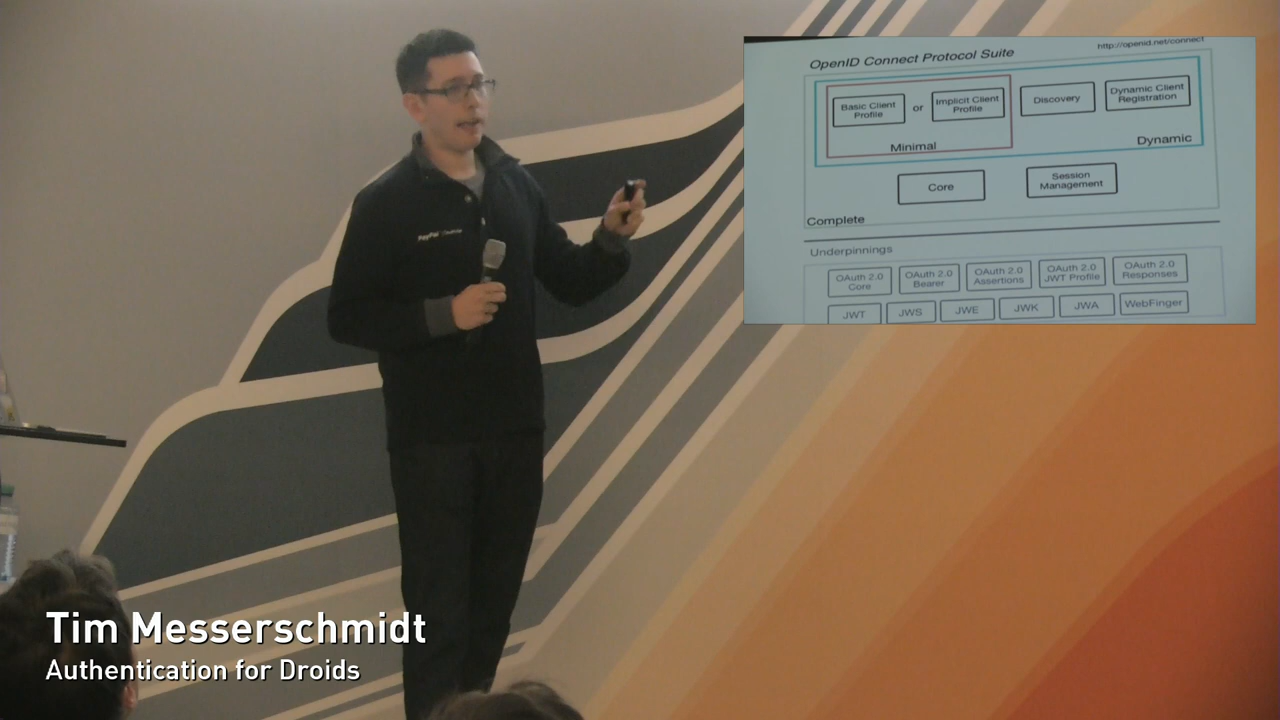 PayPal
http://openid.net/connect
OpenID Connect Protocol Suite
Basic Client
Profile
or
Implicit Client
Profile
Discovery
Dynamic Client
Registration
Minimal
Dynamic
Core
Session
Management
Complete
Underpinnings
OAuth 2.0
Core
OAuth 2.0
Bearer
OAuth 2.0
Assertions
OAuth 2.0
JWT Profile
OAuth 2.0
Responses
JWT
JWS
JWE
JWK
JWA
WebFinger
Tim Messerschmidt
Authentication for Droids